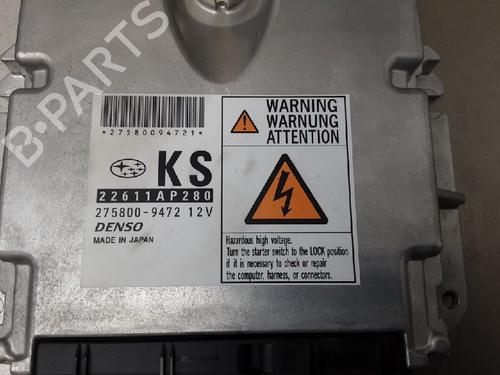 B-PARTS
*27580094721*
KS
22611AP280
275800-9472 12V
DENSO
MADE IN JAPAN
WARNING
WARNUNG
ATTENTION
Hazardous high voltage.
Turn the starter switch to the LOCK position
if it is necessary to check or repair
the computer, harness, or connectors.